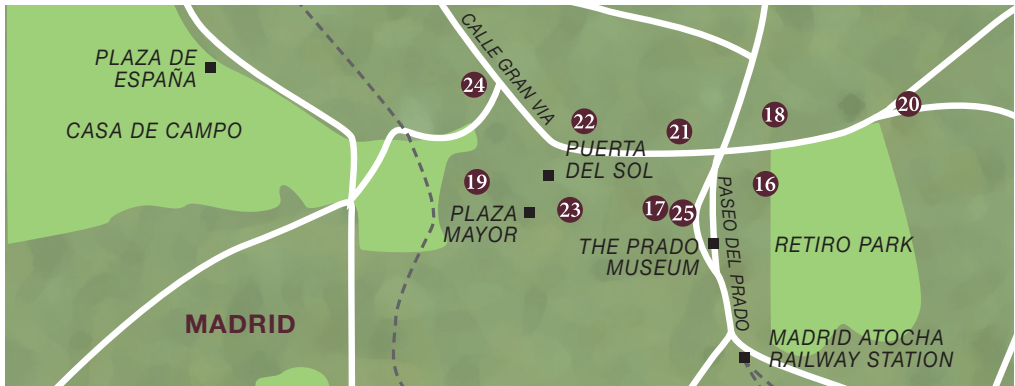 PLAZA DE
ESPAÑA
CASA DE CAMPO
CALLE GRAN VIA
24
22
21
18
20
PUERTA
DEL SOL
19
PLAZA
MAYOR
23
17
25
16
THE PRADO
MUSEUM
PASEO DEL PRADO
RETIRO PARK
MADRID
MADRID ATOCHA
RAILWAY STATION